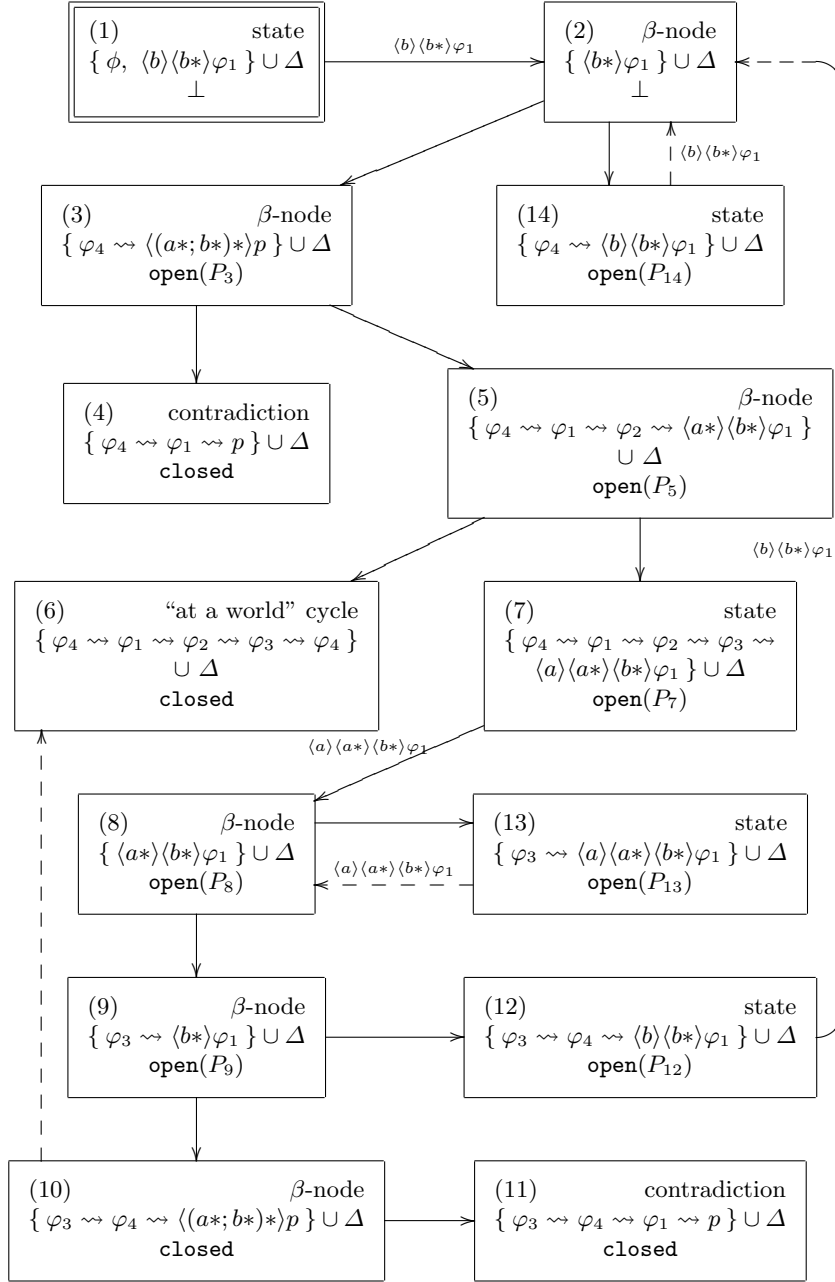 (1) state
{ ϕ, ⟨b⟩⟨b∗⟩φ₁ } ∪ Δ
⊥
⟨b⟩⟨b∗⟩φ₁
(2) β-node
{ ⟨b∗⟩φ₁ } ∪ Δ
⊥
⟨b⟩⟨b∗⟩φ₁
(3) β-node
{ φ₄ ⇝ ⟨(a∗; b∗)∗⟩p } ∪ Δ
open(P₃)
(14) state
{ φ₄ ⇝ ⟨b⟩⟨b∗⟩φ₁ } ∪ Δ
open(P₁₄)
(4) contradiction
{ φ₄ ⇝ φ₁ ⇝ p } ∪ Δ
closed
(5) β-node
{ φ₄ ⇝ φ₁ ⇝ φ₂ ⇝ ⟨a∗⟩⟨b∗⟩φ₁ }
∪ Δ
open(P₅)
⟨b⟩⟨b∗⟩φ₁
(6) “at a world” cycle
{ φ₄ ⇝ φ₁ ⇝ φ₂ ⇝ φ₃ ⇝ φ₄ }
∪ Δ
closed
(7) state
{ φ₄ ⇝ φ₁ ⇝ φ₂ ⇝ φ₃ ⇝
⟨a⟩⟨a∗⟩⟨b∗⟩φ₁ } ∪ Δ
open(P₇)
⟨a⟩⟨a∗⟩⟨b∗⟩φ₁
(8) β-node
{ ⟨a∗⟩⟨b∗⟩φ₁ } ∪ Δ
open(P₈)
⟨a⟩⟨a∗⟩⟨b∗⟩φ₁
(13) state
{ φ₃ ⇝ ⟨a⟩⟨a∗⟩⟨b∗⟩φ₁ } ∪ Δ
open(P₁₃)
(9) β-node
{ φ₃ ⇝ ⟨b∗⟩φ₁ } ∪ Δ
open(P₉)
(12) state
{ φ₃ ⇝ φ₄ ⇝ ⟨b⟩⟨b∗⟩φ₁ } ∪ Δ
open(P₁₂)
(10) β-node
{ φ₃ ⇝ φ₄ ⇝ ⟨(a∗; b∗)∗⟩p } ∪ Δ
closed
(11) contradiction
{ φ₃ ⇝ φ₄ ⇝ φ₁ ⇝ p } ∪ Δ
closed